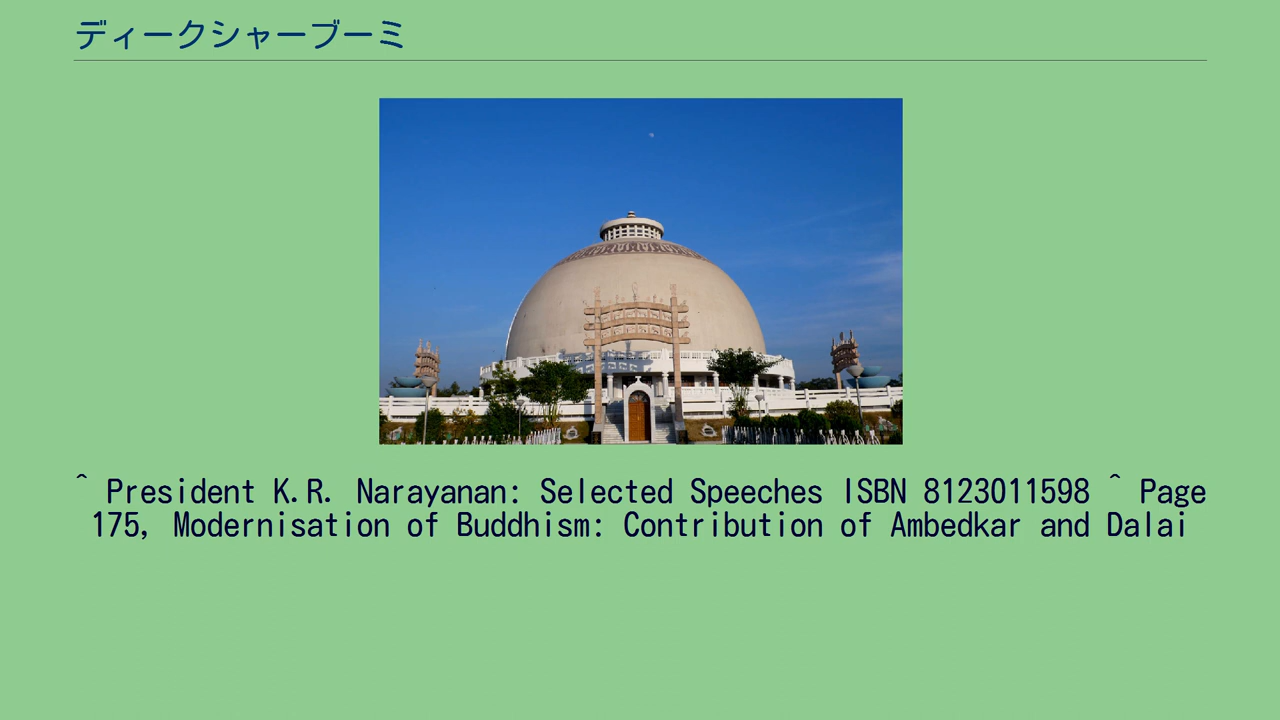 ディークシャーブーミ
^ President K.R. Narayanan: Selected Speeches ISBN 8123011598 ^ Page
175, Modernisation of Buddhism: Contribution of Ambedkar and Dalai